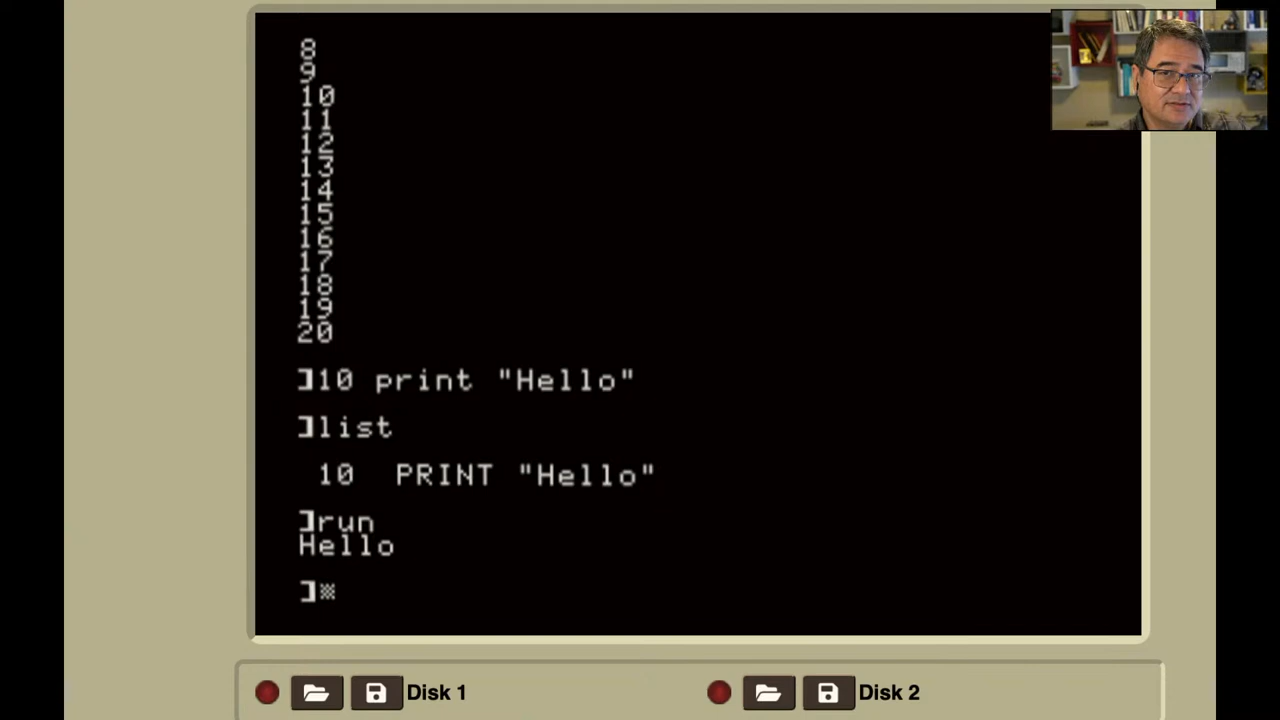 8
9
10
11
12
13
14
15
16
17
18
19
20
]10 print "Hello"
]list
10 PRINT "Hello"
]run
Hello
]
Disk 1
Disk 2